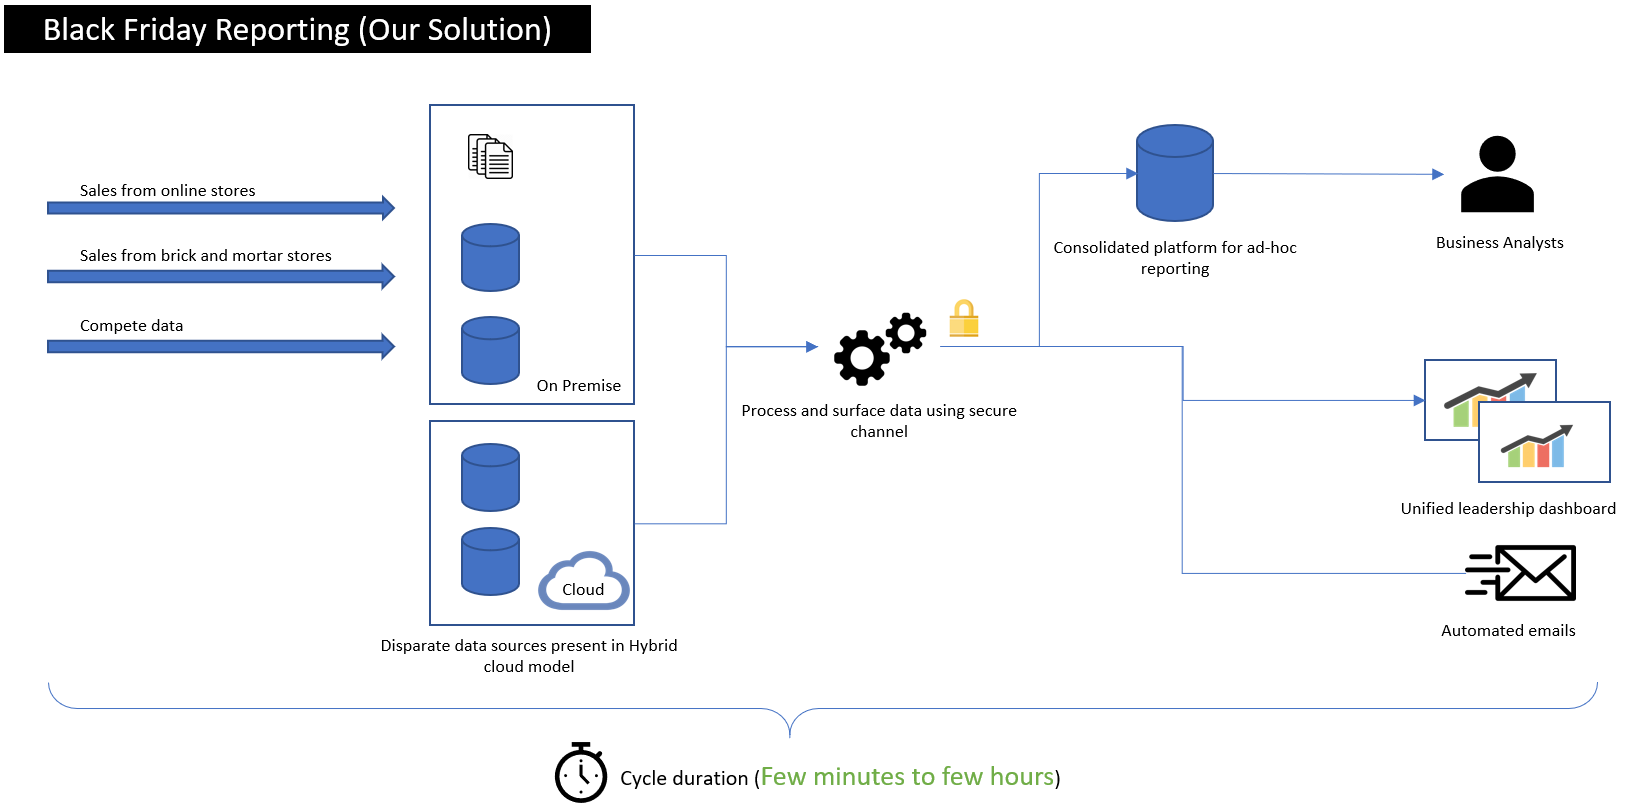 Black Friday Reporting (Our Solution)
Sales from online stores
Sales from brick and mortar stores
Compete data
On Premise
Cloud
Disparate data sources present in Hybrid
cloud model
Process and surface data using secure
channel
Consolidated platform for ad-hoc
reporting
Business Analysts
Unified leadership dashboard
Automated emails
Cycle duration (Few minutes to few hours)